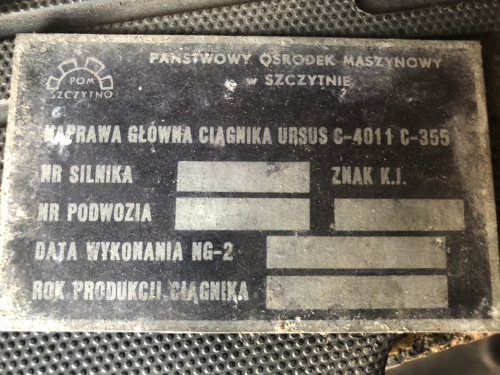 POM
SZCZYTNO
PAŃSTWOWY OŚRODEK MASZYNOWY
w SZCZYTNIE
NAPRAWA GŁÓWNA CIĄGNIKA URSUS C-4011 C-355
NR SILNIKA ZNAK K.J.
NR PODWOZIA
DATA WYKONANIA NG-2
ROK PRODUKCJI CIĄGNIKA